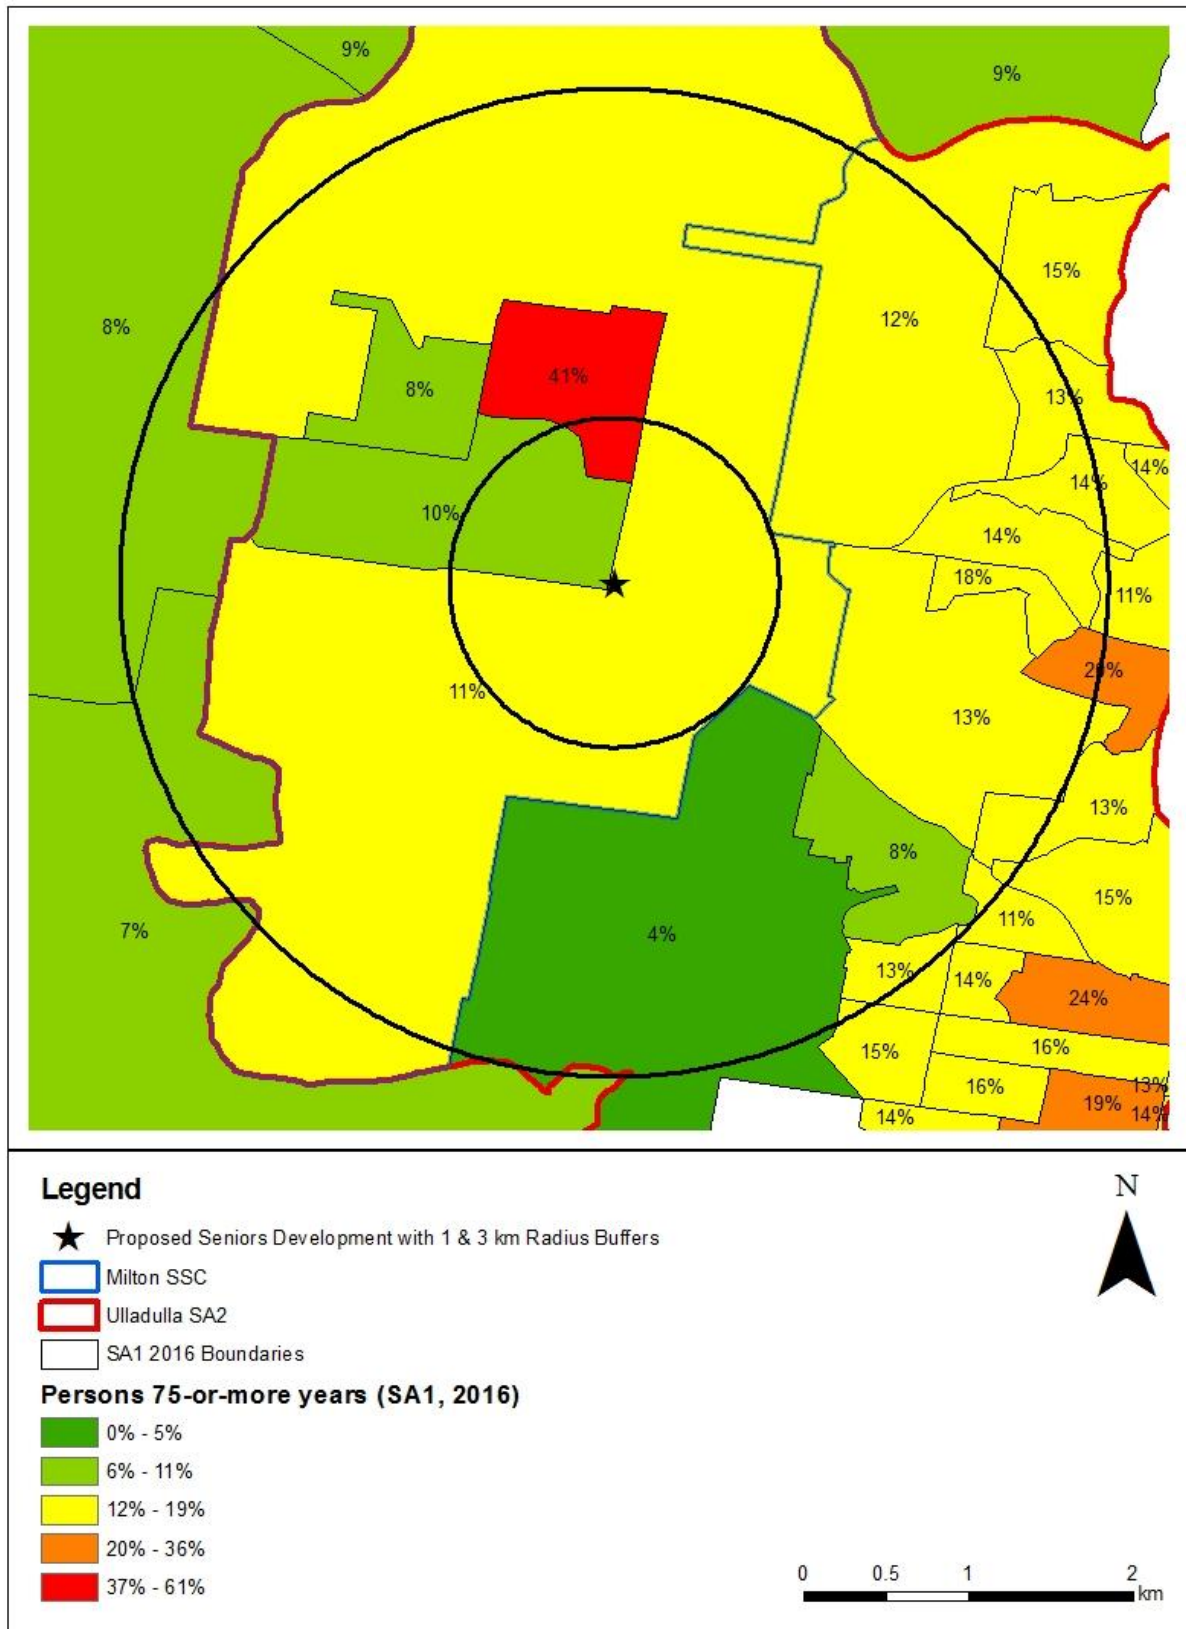 9%
9%
15%
8%
12%
41%
8%
13%
14%
14%
10%
14%
18%
11%
11%
13%
13%
8%
15%
11%
7%
4%
13%
14%
24%
15%
16%
16%
13%
19%
14%
14%
Legend
N
Proposed Seniors Development with 1 & 3 km Radius Buffers
Milton SSC
Ulladulla SA2
SA1 2016 Boundaries
Persons 75-or-more years (SA1, 2016)
0% - 5%
6% - 11%
12% - 19%
20% - 36%
37% - 61%
0 0.5 1 2
km